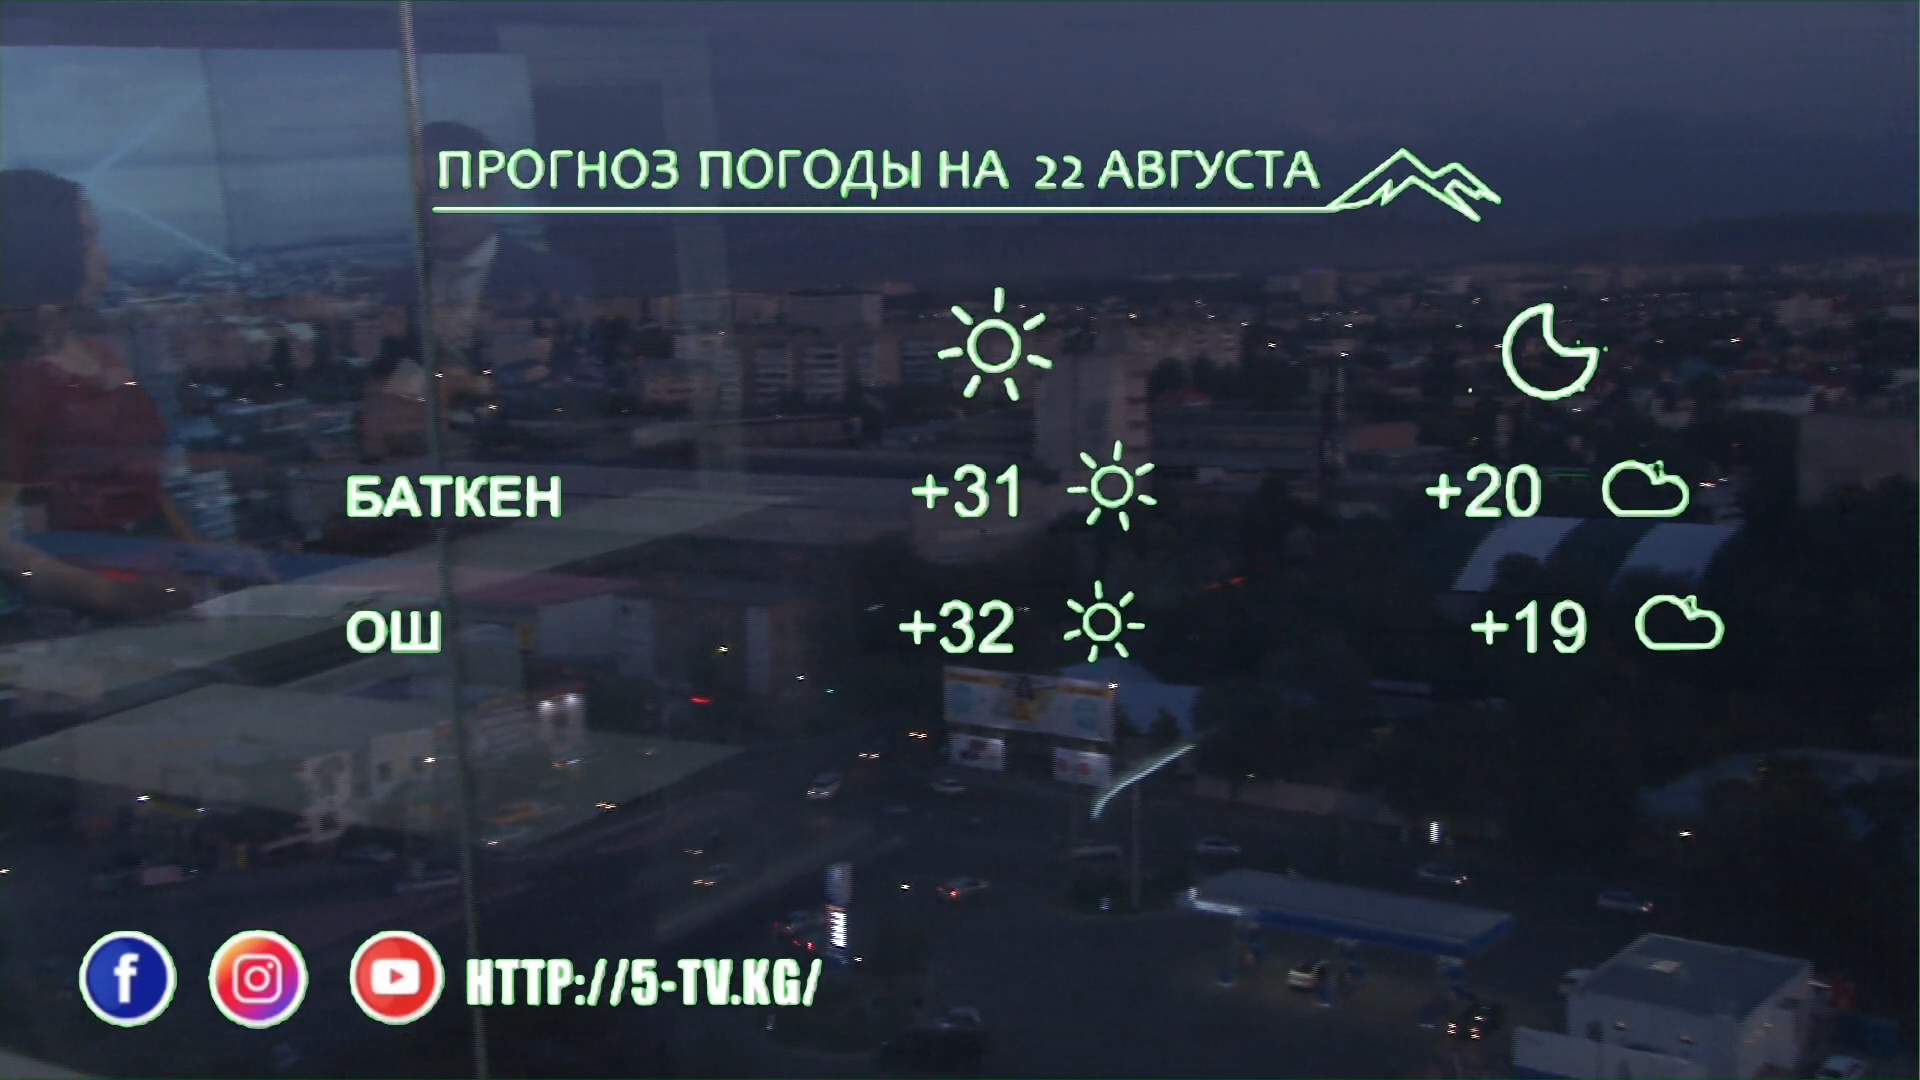 ПРОГНОЗ ПОГОДЫ НА 22 АВГУСТА
БАТКЕН +31 +20
ОШ +32 +19
HTTP://5-TV.KG/